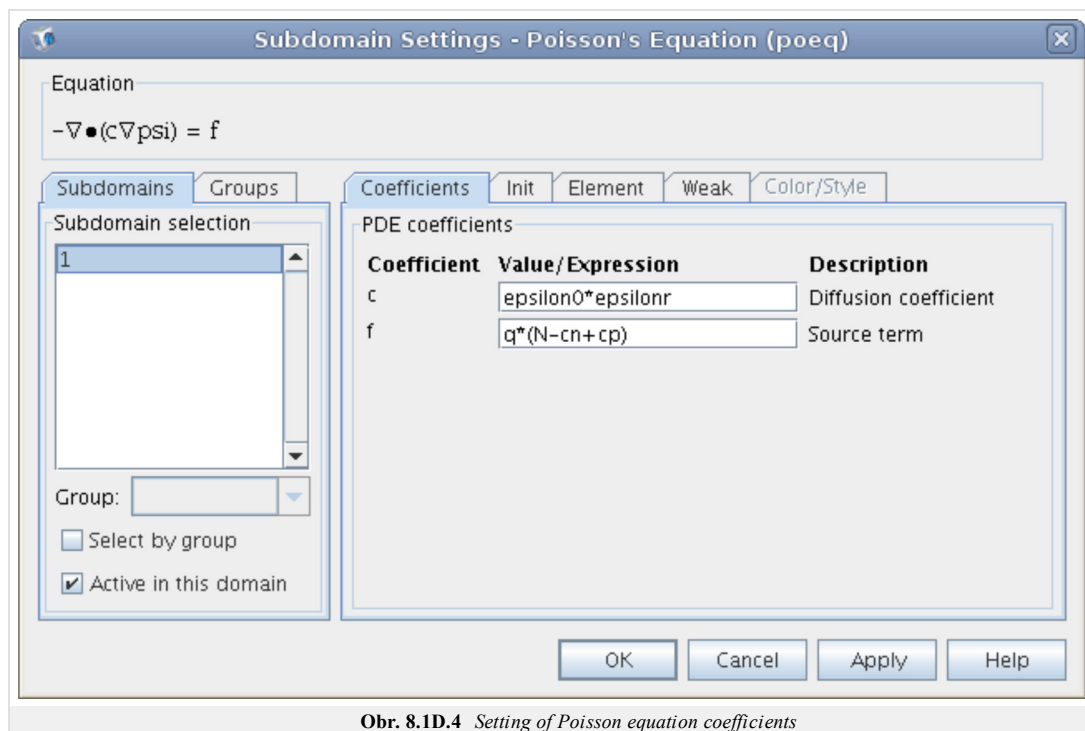 Subdomain Settings - Poisson's Equation (poeq)
Equation
-∇•(c∇psi) = f
Subdomains Groups
Subdomain selection
1
Group:
Select by group
Active in this domain
Coefficients Init Element Weak Color/Style
PDE coefficients
Coefficient Value/Expression Description
c epsilon0*epsilonr Diffusion coefficient
f q*(N-cn+cp) Source term
OK Cancel Apply Help
Obr. 8.1D.4 Setting of Poisson equation coefficients